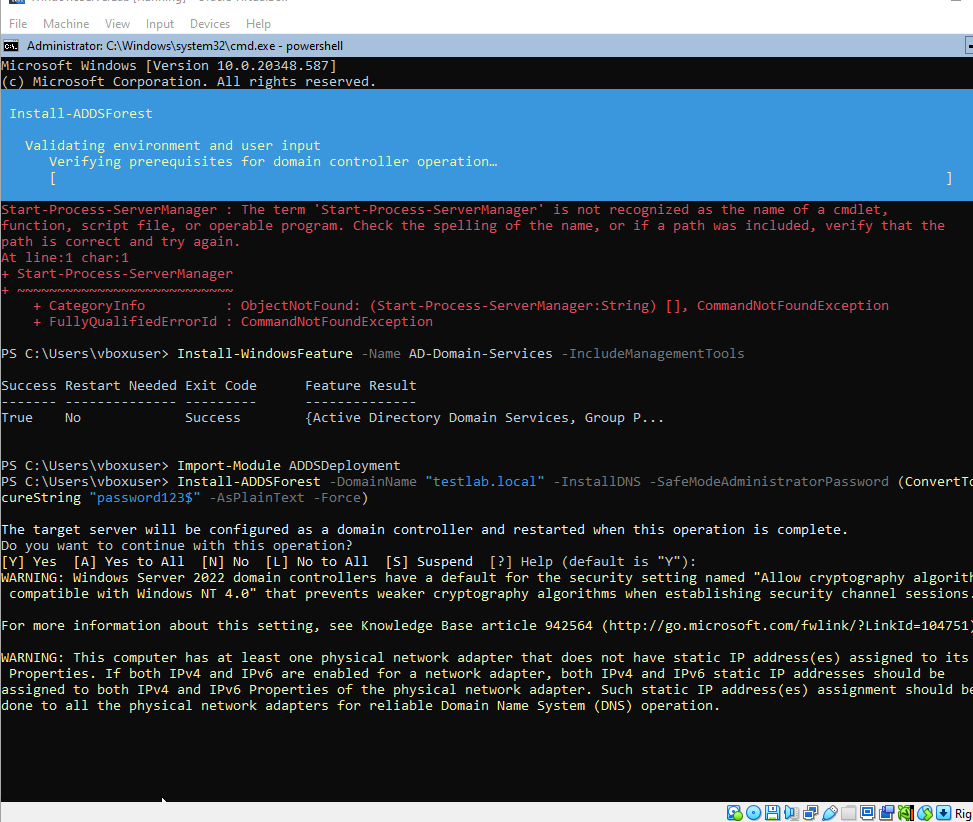 File Machine View Input Devices Help
Administrator: C:\Windows\system32\cmd.exe - powershell
Microsoft Windows [Version 10.0.20348.587]
(c) Microsoft Corporation. All rights reserved.
Install-ADDSForest
Validating environment and user input
Verifying prerequisites for domain controller operation…
[ ]
Start-Process-ServerManager : The term 'Start-Process-ServerManager' is not recognized as the name of a cmdlet,
function, script file, or operable program. Check the spelling of the name, or if a path was included, verify that the
path is correct and try again.
At line:1 char:1
+ Start-Process-ServerManager
+ ~~~~~~~~~~~~~~~~~~~~~~~~~~~
+ CategoryInfo : ObjectNotFound: (Start-Process-ServerManager:String) [], CommandNotFoundException
+ FullyQualifiedErrorId : CommandNotFoundException
PS C:\Users\vboxuser> Install-WindowsFeature -Name AD-Domain-Services -IncludeManagementTools
Success Restart Needed Exit Code Feature Result
------- -------------- --------- --------------
True No Success {Active Directory Domain Services, Group P...
PS C:\Users\vboxuser> Import-Module ADDSDeployment
PS C:\Users\vboxuser> Install-ADDSForest -DomainName "testlab.local" -InstallDNS -SafeModeAdministratorPassword (ConvertTo
cureString "password123$" -AsPlainText -Force)
The target server will be configured as a domain controller and restarted when this operation is complete.
Do you want to continue with this operation?
[Y] Yes [A] Yes to All [N] No [L] No to All [S] Suspend [?] Help (default is "Y"):
WARNING: Windows Server 2022 domain controllers have a default for the security setting named "Allow cryptography algorith
compatible with Windows NT 4.0" that prevents weaker cryptography algorithms when establishing security channel sessions.
For more information about this setting, see Knowledge Base article 942564 (http://go.microsoft.com/fwlink/?LinkId=104751)
WARNING: This computer has at least one physical network adapter that does not have static IP address(es) assigned to its
Properties. If both IPv4 and IPv6 are enabled for a network adapter, both IPv4 and IPv6 static IP addresses should be
assigned to both IPv4 and IPv6 Properties of the physical network adapter. Such static IP address(es) assignment should be
done to all the physical network adapters for reliable Domain Name System (DNS) operation.
Rig